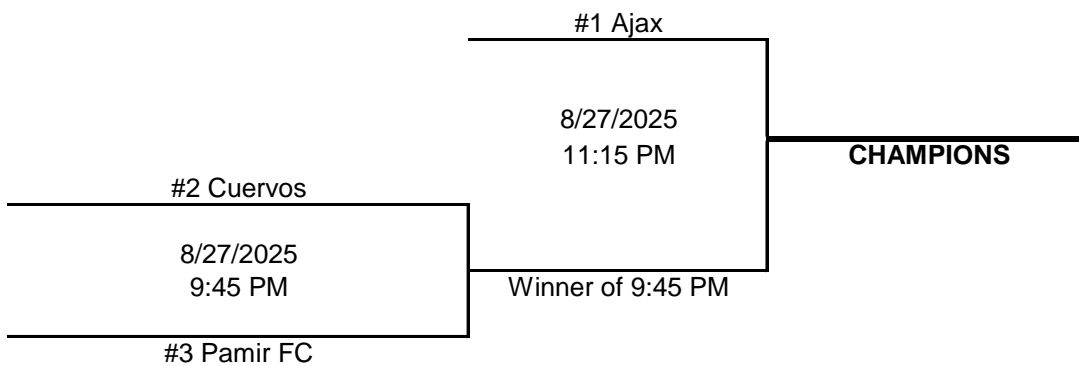 #1 Ajax
8/27/2025
11:15 PM
CHAMPIONS
#2 Cuervos
8/27/2025
9:45 PM
Winner of 9:45 PM
#3 Pamir FC